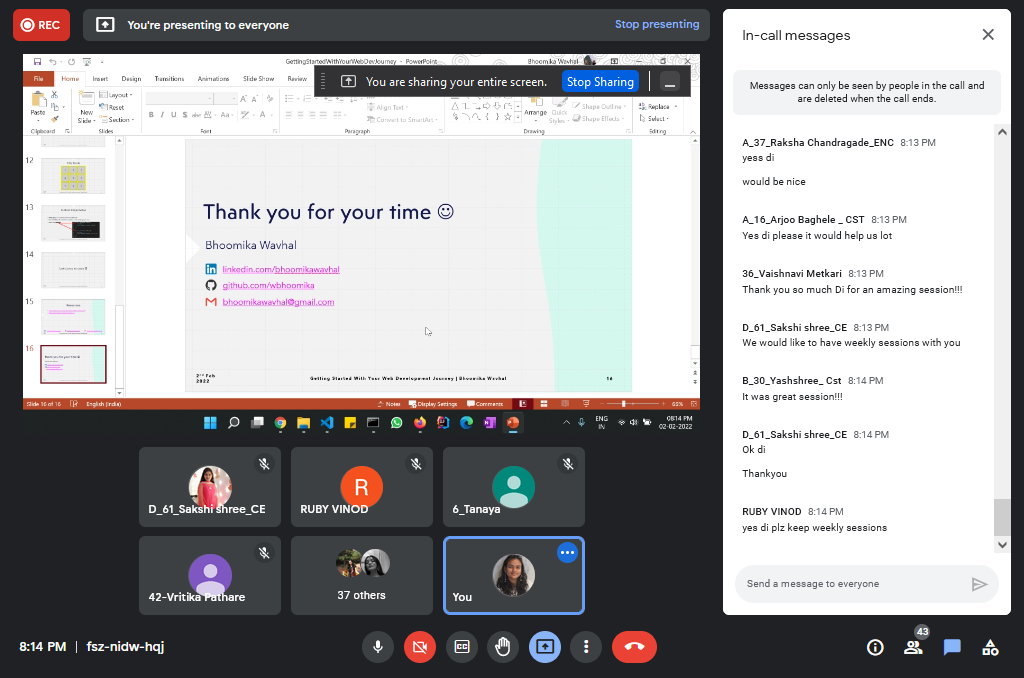 REC
You're presenting to everyone
Stop presenting
GettingStartedWithYourWebDevJourney - PowerPoint
Bhoomika Wavhal
File Home Insert Design Transitions Animations Slide Show Review
You are sharing your entire screen.
Stop Sharing
Paste
New
Slide
Layout
Reset
Section
Align Text
Convert to SmartArt
Arrange
Quick
Styles
Shape Outline
Shape Effects
Replace
Select
Clipboard Slides Font Paragraph Drawing Editing
12
13
14
15
16
Thank you for your time ☺
Bhoomika Wavhal
linkedin.com/bhoomikawavhal
github.com/wbhoomika
bhoomikawavhal@gmail.com
2nd Feb
2022
Getting Started With Your Web Development Journey | Bhoomika Wavhal
16
Slide 16 of 16 English (India)
Notes Display Settings Comments
62%
ENG
IN
08:14 PM
02-02-2022
D_61_Sakshi shree_CE
R
RUBY VINOD
6_Tanaya
42-Vritika Pathare
37 others
You
8:14 PM | fsz-nidw-hqj
43
In-call messages
Messages can only be seen by people in the call and
are deleted when the call ends.
A_37_Raksha Chandragade_ENC 8:13 PM
yess di
would be nice
A_16_Arjoo Baghele _ CST 8:13 PM
Yes di please it would help us lot
36_Vaishnavi Metkari 8:13 PM
Thank you so much Di for an amazing session!!!
D_61_Sakshi shree_CE 8:13 PM
We would like to have weekly sessions with you
B_30_Yashshree_ Cst 8:14 PM
It was great session!!!
D_61_Sakshi shree_CE 8:14 PM
Ok di
Thankyou
RUBY VINOD 8:14 PM
yes di plz keep weekly sessions
Send a message to everyone